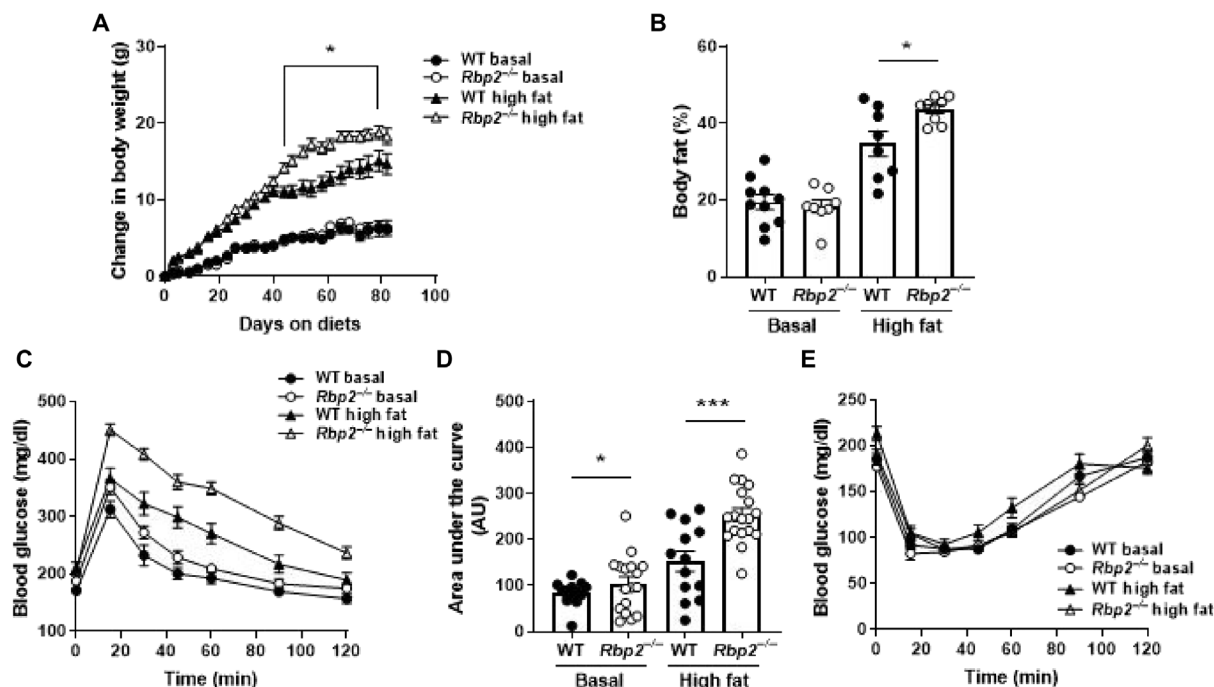 A
Change in body weight (g)
30
20
10
0
0 20 40 60 80 100
Days on diets
*
WT basal
Rbp2⁻/⁻ basal
WT high fat
Rbp2⁻/⁻ high fat
B
Body fat (%)
60
40
20
0
*
WT Rbp2⁻/⁻ WT Rbp2⁻/⁻
Basal High fat
C
Blood glucose (mg/dl)
500
400
300
200
100
0 20 40 60 80 100 120
Time (min)
WT basal
Rbp2⁻/⁻ basal
WT high fat
Rbp2⁻/⁻ high fat
D
Area under the curve
(AU)
500
400
300
200
100
0
*
***
WT Rbp2⁻/⁻ WT Rbp2⁻/⁻
Basal High fat
E
Blood glucose (mg/dl)
250
200
150
100
50
0
0 20 40 60 80 100 120
Time (min)
WT basal
Rbp2⁻/⁻ basal
WT high fat
Rbp2⁻/⁻ high fat